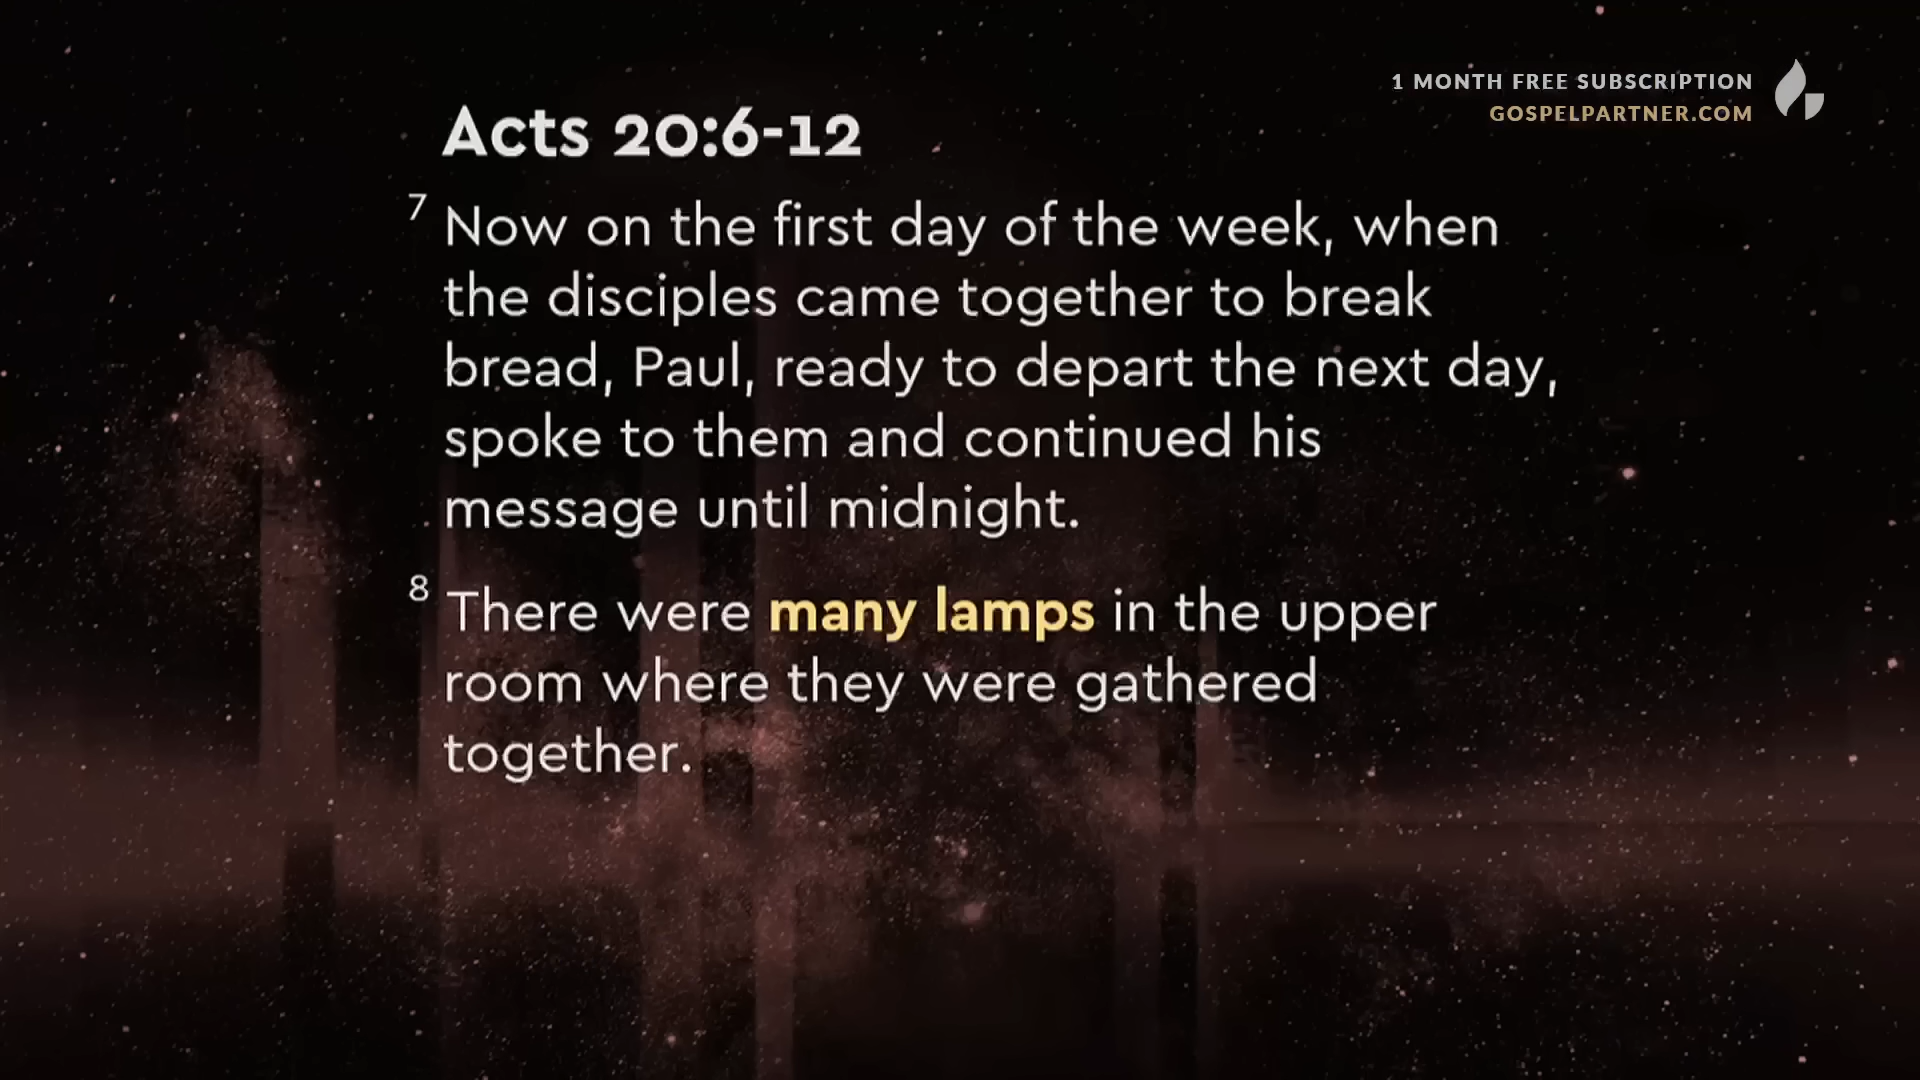 1 MONTH FREE SUBSCRIPTION
GOSPELPARTNER.COM
Acts 20:6-12
7 Now on the first day of the week, when
the disciples came together to break
bread, Paul, ready to depart the next day,
spoke to them and continued his
message until midnight.
8 There were many lamps in the upper
room where they were gathered
together.